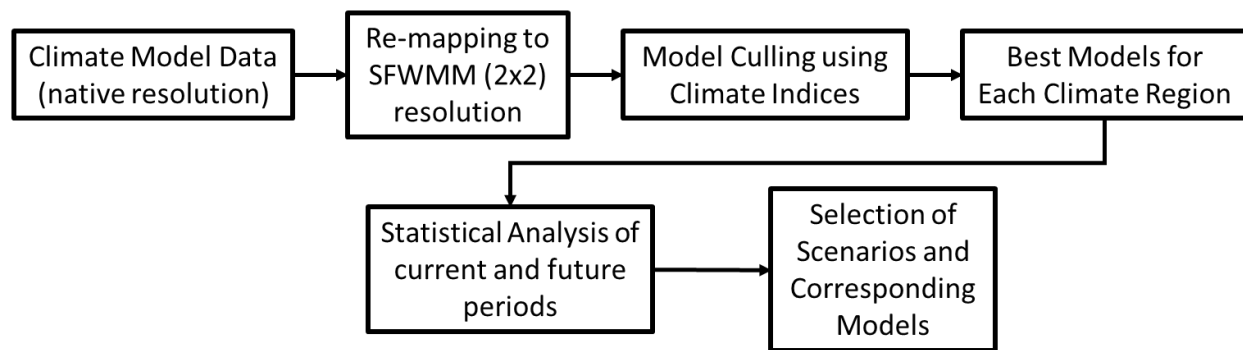 Climate Model Data
(native resolution)
Re-mapping to
SFWMM (2x2)
resolution
Model Culling using
Climate Indices
Best Models for
Each Climate Region
Statistical Analysis of
current and future
periods
Selection of
Scenarios and
Corresponding
Models